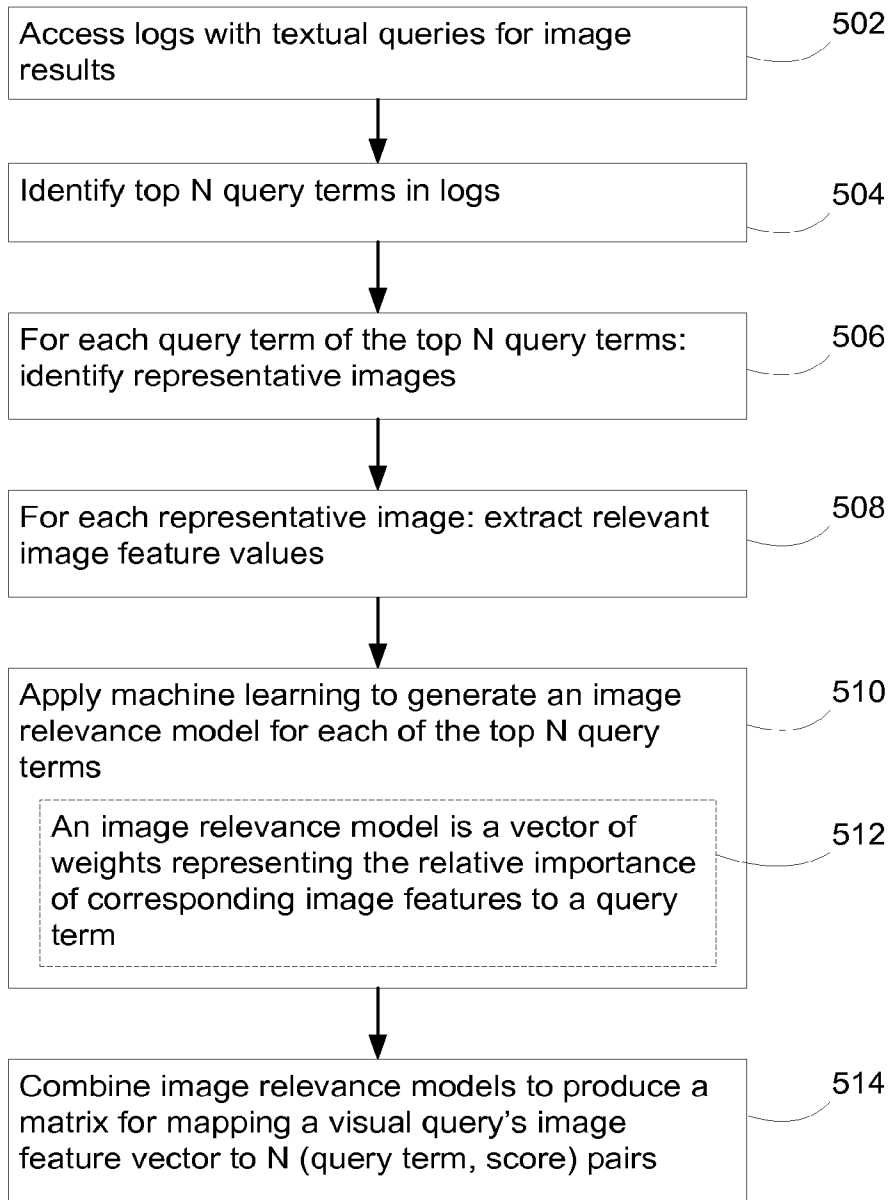 Access logs with textual queries for image
results
502
Identify top N query terms in logs
504
For each query term of the top N query terms:
identify representative images
506
For each representative image: extract relevant
image feature values
508
Apply machine learning to generate an image
relevance model for each of the top N query
terms
510
An image relevance model is a vector of
weights representing the relative importance
of corresponding image features to a query
term
512
Combine image relevance models to produce a
matrix for mapping a visual query's image
feature vector to N (query term, score) pairs
514